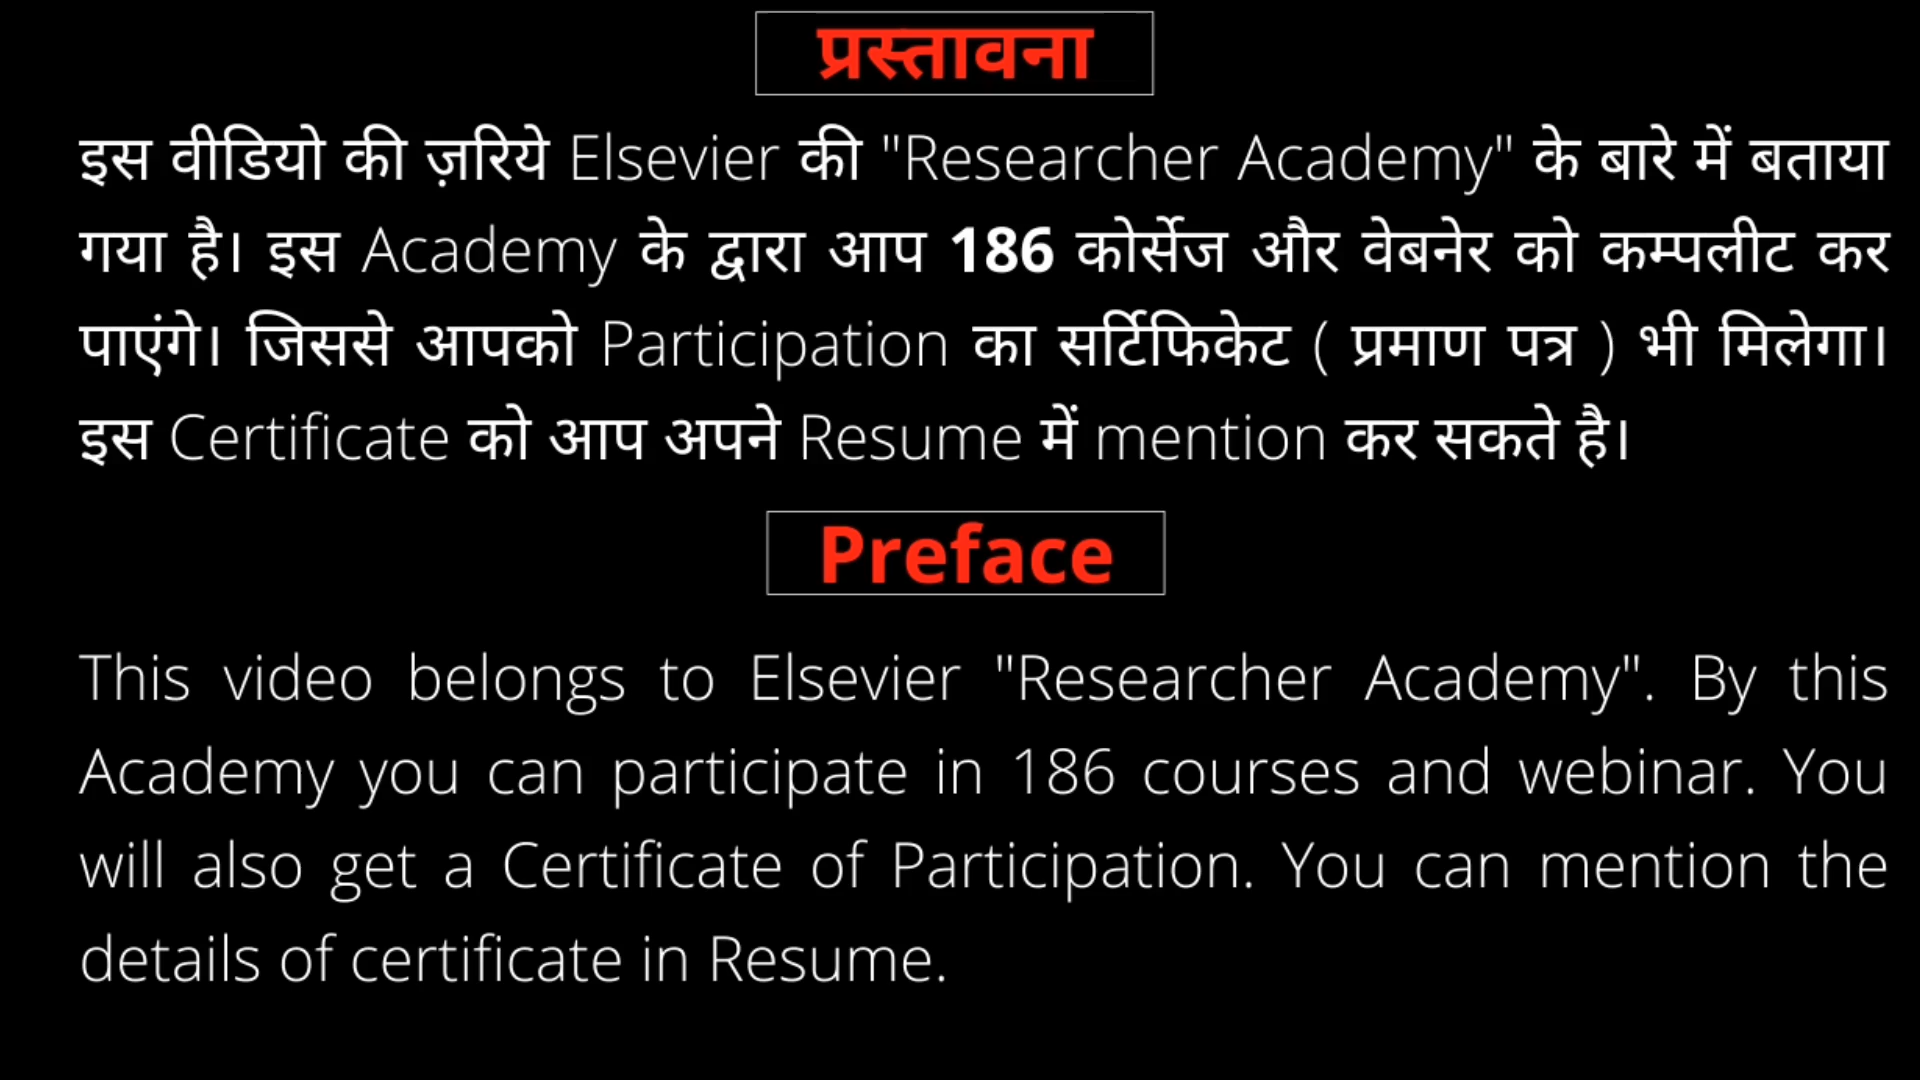 प्रस्तावना
इस वीडियो की ज़रिये Elsevier की "Researcher Academy" के बारे में बताया
गया है। इस Academy के द्वारा आप 186 कोर्सेज और वेबनेर को कम्पलीट कर
पाएंगे। जिससे आपको Participation का सर्टिफिकेट ( प्रमाण पत्र ) भी मिलेगा।
इस Certificate को आप अपने Resume में mention कर सकते है।
Preface
This video belongs to Elsevier "Researcher Academy". By this
Academy you can participate in 186 courses and webinar. You
will also get a Certificate of Participation. You can mention the
details of certificate in Resume.